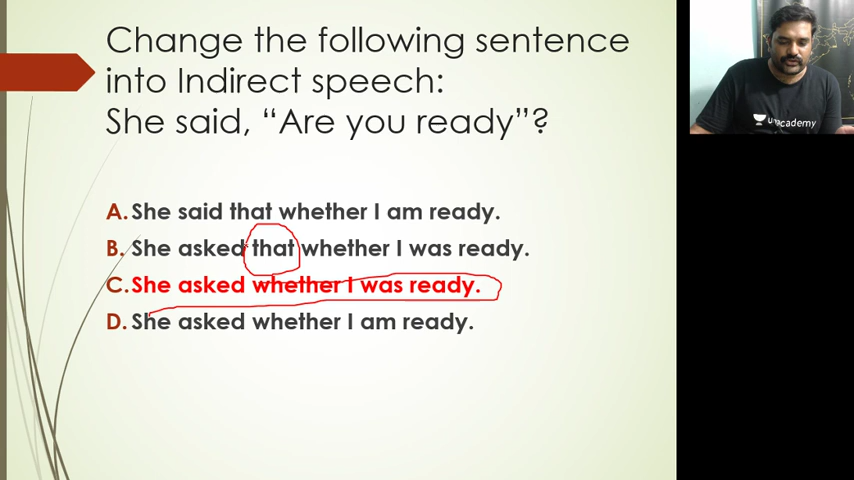 Change the following sentence
into Indirect speech:
She said, “Are you ready”?
A. She said that whether I am ready.
B. She asked that whether I was ready.
C. She asked whether I was ready.
D. She asked whether I am ready.
unacademy